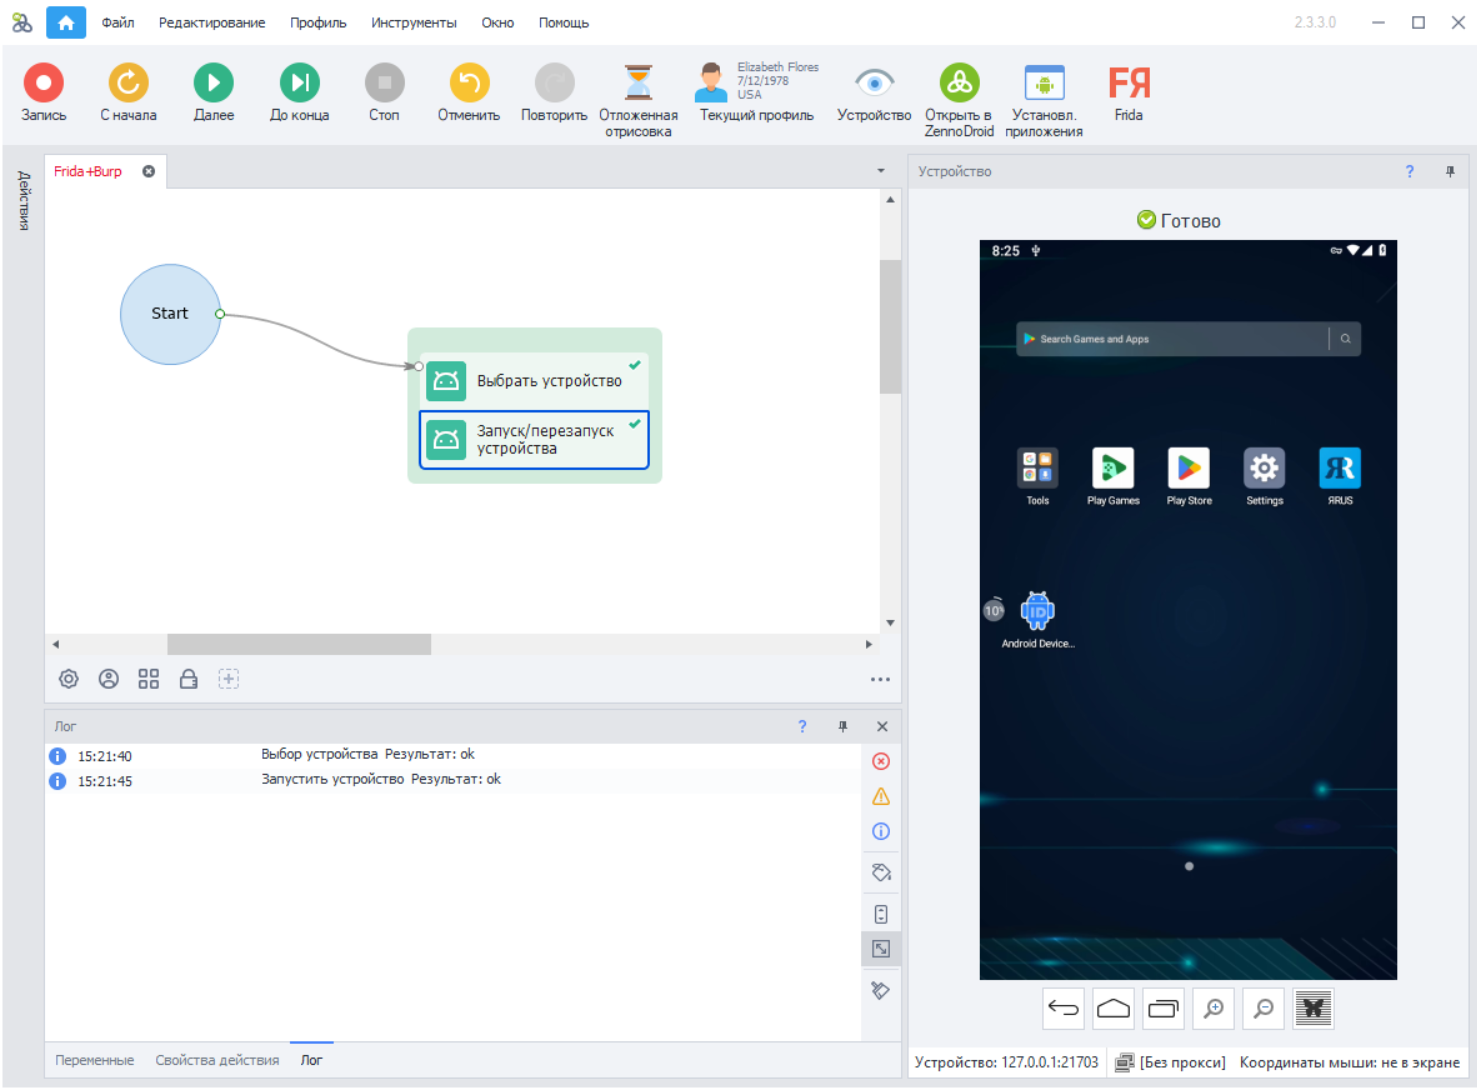 Файл Редактирование Профиль Инструменты Окно Помощь 2.3.3.0
Запись
С начала
Далее
До конца
Стоп
Отменить
Повторить
Отложенная
отрисовка
Elizabeth Flores
7/12/1978
USA
Текущий профиль
Устройство
Открыть в
ZennoDroid
Установл.
приложения
FЯ
Frida
Действия
Frida+Burp
Start
Выбрать устройство
Запуск/перезапуск
устройства
Устройство ?
Готово
8:25
Search Games and Apps
Tools
Play Games
Play Store
Settings
ЯR
ЯRUS
10%
ID
Android Device...
Лог ?
15:21:40 Выбор устройства Результат: ok
15:21:45 Запустить устройство Результат: ok
Переменные Свойства действия Лог
Устройство: 127.0.0.1:21703 [Без прокси] Координаты мыши: не в экране